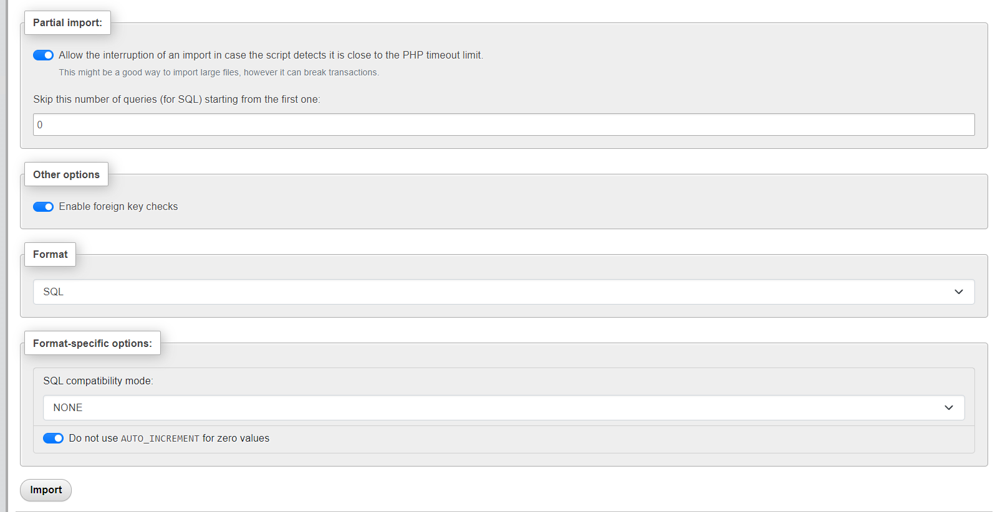 Partial import:
Allow the interruption of an import in case the script detects it is close to the PHP timeout limit.
This might be a good way to import large files, however it can break transactions.
Skip this number of queries (for SQL) starting from the first one:
0
Other options
Enable foreign key checks
Format
SQL
Format-specific options:
SQL compatibility mode:
NONE
Do not use AUTO_INCREMENT for zero values
Import